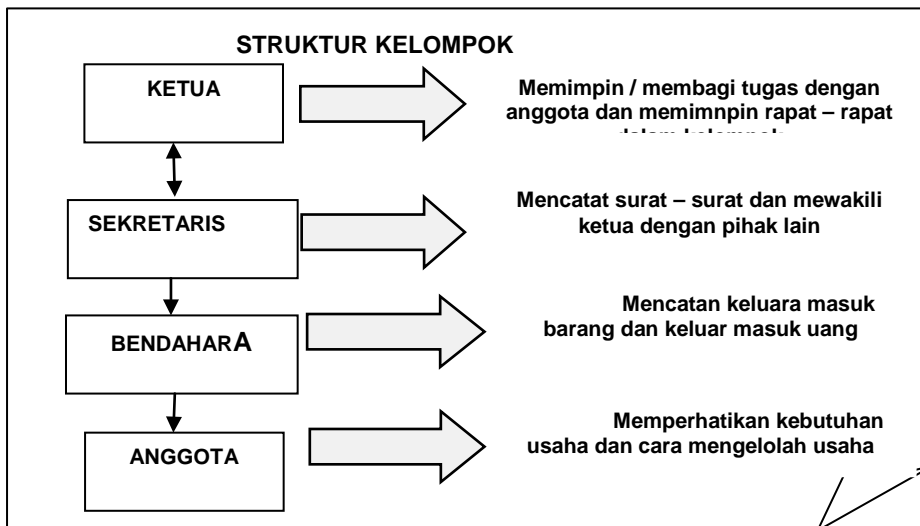 STRUKTUR KELOMPOK
KETUA
Memimpin / membagi tugas dengan
anggota dan memimnpin rapat – rapat
dalam kelompok
SEKRETARIS
Mencatat surat – surat dan mewakili
ketua dengan pihak lain
BENDAHARA
Mencatan keluara masuk
barang dan keluar masuk uang
ANGGOTA
Memperhatikan kebutuhan
usaha dan cara mengelolah usaha